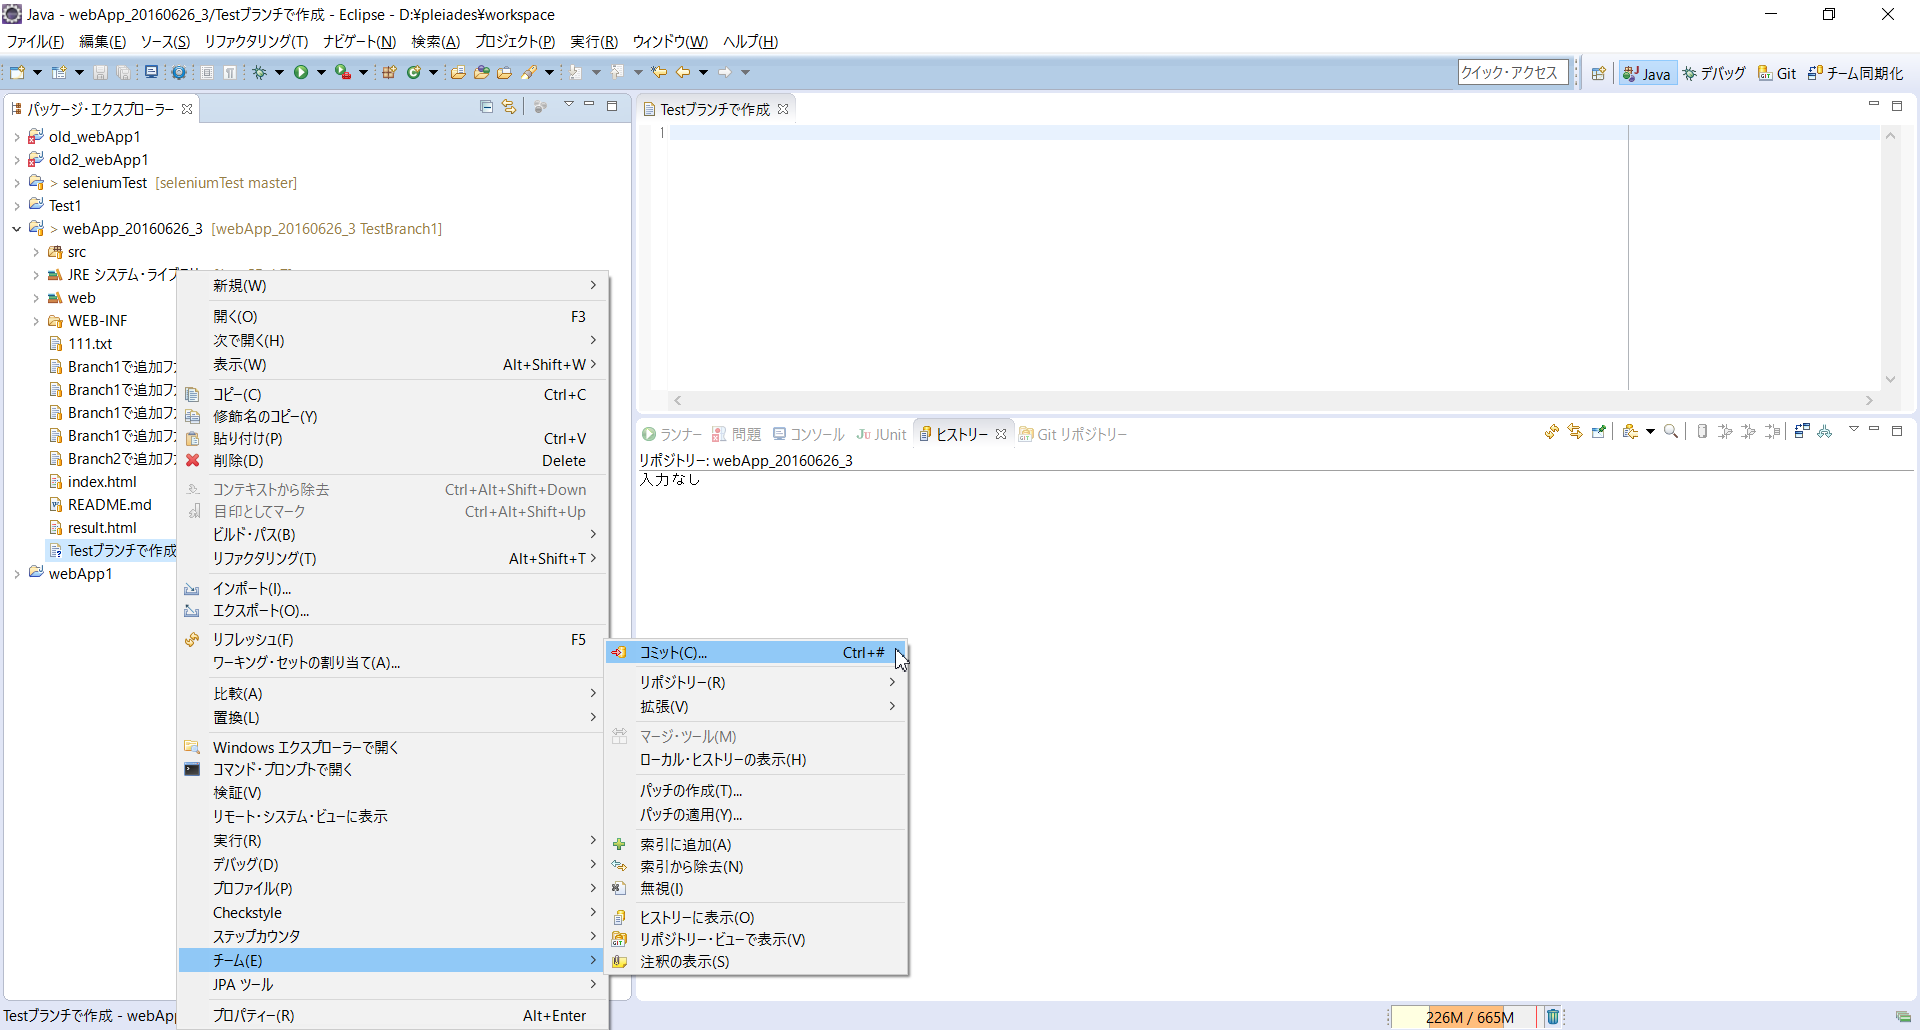 Java - webApp_20160626_3/Testブランチで作成 - Eclipse - D:¥pleiades¥workspace
ファイル(F) 編集(E) ソース(S) リファクタリング(T) ナビゲート(N) 検索(A) プロジェクト(P) 実行(R) ウィンドウ(W) ヘルプ(H)
クイック・アクセス Java デバッグ Git チーム同期化
パッケージ・エクスプローラー
old_webApp1
old2_webApp1
> seleniumTest [seleniumTest master]
Test1
> webApp_20160626_3 [webApp_20160626_3 TestBranch1]
src
JRE システム・ライブ
web
WEB-INF
111.txt
Branch1で追加フ
Branch1で追加フ
Branch1で追加フ
Branch1で追加フ
Branch2で追加フ
index.html
README.md
result.html
Testブランチで作成
webApp1
新規(W)
開く(O) F3
次で開く(H)
表示(W) Alt+Shift+W
コピー(C) Ctrl+C
修飾名のコピー(Y)
貼り付け(P) Ctrl+V
削除(D) Delete
コンテキストから除去 Ctrl+Alt+Shift+Down
目印としてマーク Ctrl+Alt+Shift+Up
ビルド・パス(B)
リファクタリング(T) Alt+Shift+T
インポート(I)...
エクスポート(O)...
リフレッシュ(F) F5
ワーキング・セットの割り当て(A)...
比較(A)
置換(L)
Windows エクスプローラーで開く
コマンド・プロンプトで開く
検証(V)
リモート・システム・ビューに表示
実行(R)
デバッグ(D)
プロファイル(P)
Checkstyle
ステップカウンタ
チーム(E)
JPA ツール
プロパティー(R) Alt+Enter
コミット(C)... Ctrl+#
リポジトリー(R)
拡張(V)
マージ・ツール(M)
ローカル・ヒストリーの表示(H)
パッチの作成(T)...
パッチの適用(Y)...
索引に追加(A)
索引から除去(N)
無視(I)
ヒストリーに表示(O)
リポジトリー・ビューで表示(V)
注釈の表示(S)
Testブランチで作成
1
ランナー 問題 コンソール JUnit ヒストリー Git リポジトリー
リポジトリー: webApp_20160626_3
入力なし
Testブランチで作成 - webAp
226M / 665M